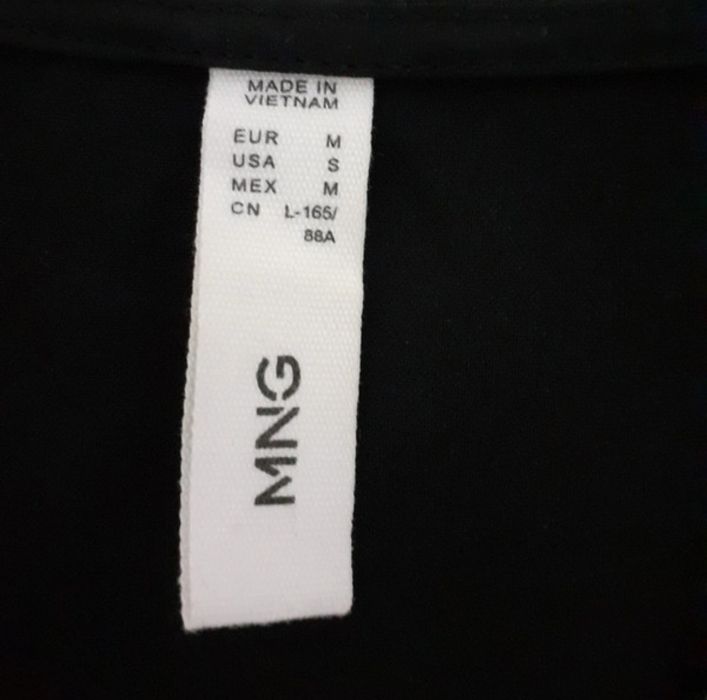 MADE IN
VIETNAM
EUR M
USA S
MEX M
CN L-165/
88A
MNG